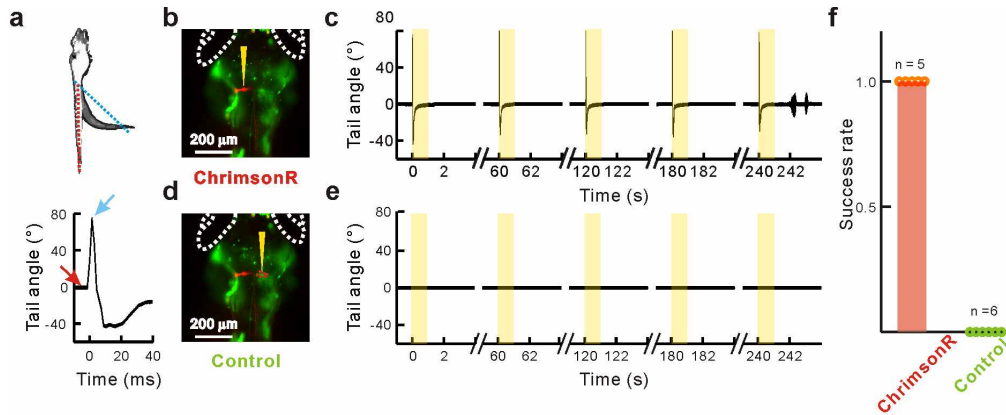 a
b
c
d
e
f
80
40
0
-40
Tail angle (°)
0
20
40
Time (ms)
200 μm
ChrimsonR
200 μm
Control
80
40
0
-40
Tail angle (°)
0 2 60 62 120 122 180 182 240 242
Time (s)
80
40
0
-40
Tail angle (°)
0 2 60 62 120 122 180 182 240 242
Time (s)
n = 5
1.0
0.5
Success rate
n =6
ChrimsonR
Control